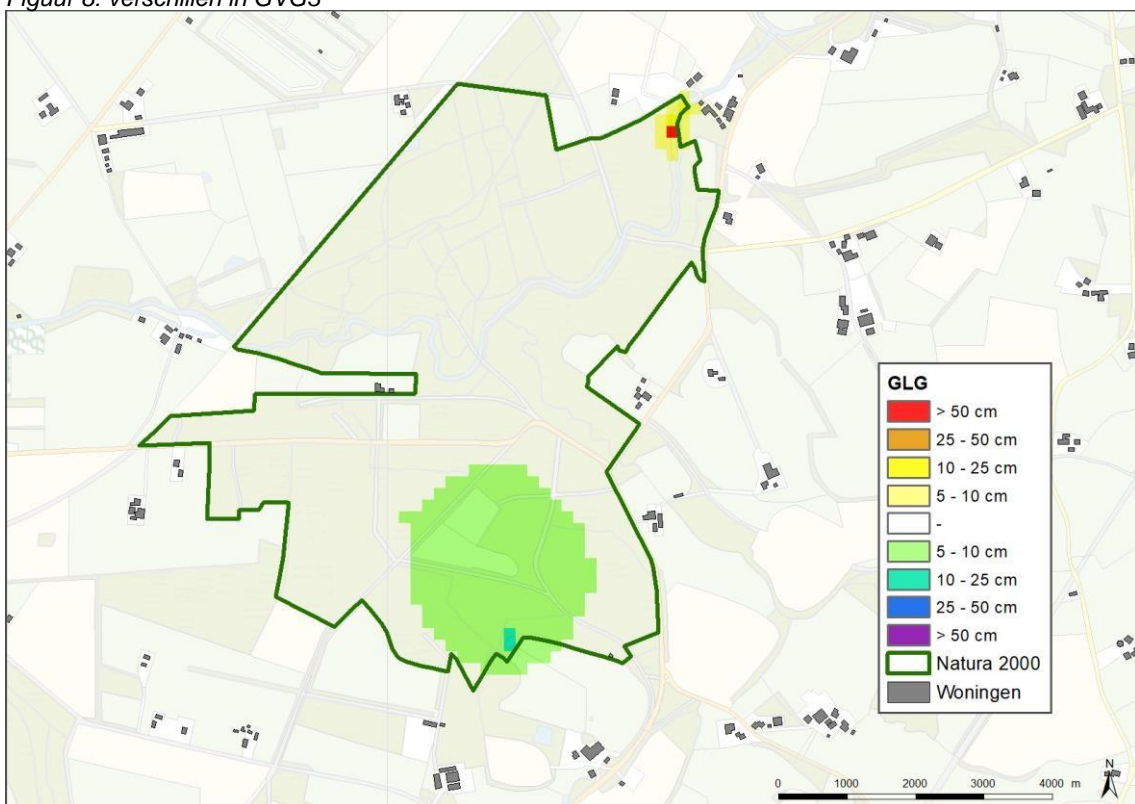 Figuur 8. Verschillen in GVG3
GLG
> 50 cm
25 - 50 cm
10 - 25 cm
5 - 10 cm
-
5 - 10 cm
10 - 25 cm
25 - 50 cm
> 50 cm
Natura 2000
Woningen
N
0 1000 2000 3000 4000 m